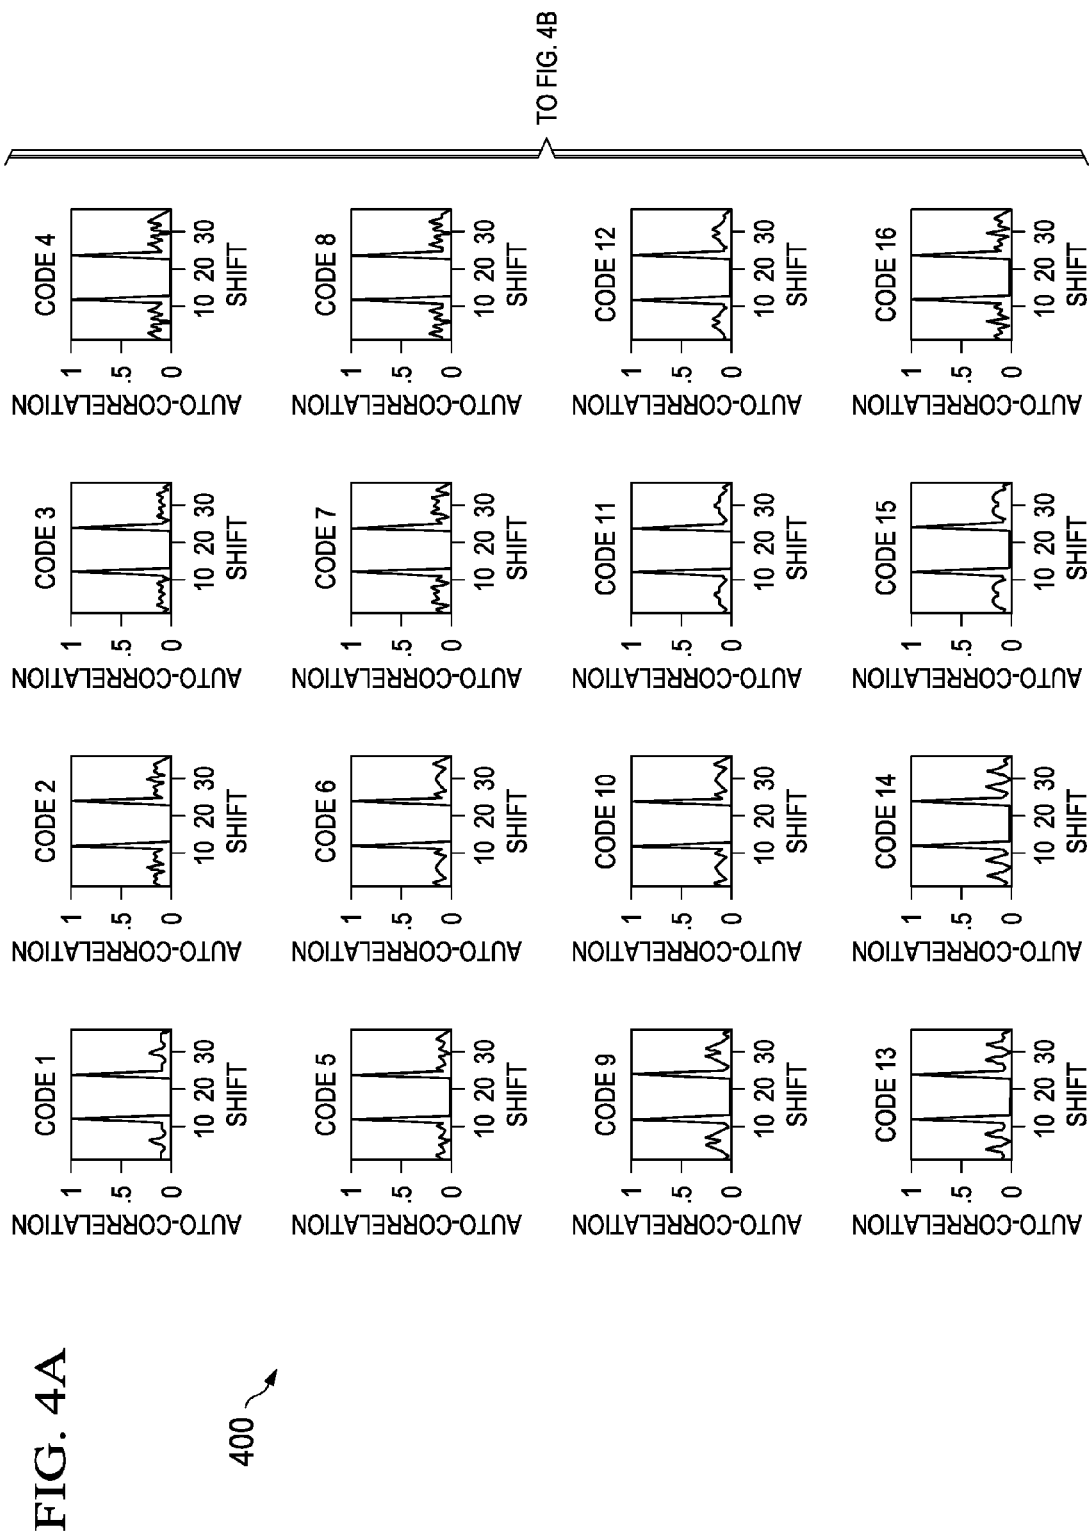 FIG. 4A
400
CODE 1
AUTO-CORRELATION
1
.5
0
10 20 30
SHIFT
CODE 2
AUTO-CORRELATION
1
.5
0
10 20 30
SHIFT
CODE 3
AUTO-CORRELATION
1
.5
0
10 20 30
SHIFT
CODE 4
AUTO-CORRELATION
1
.5
0
10 20 30
SHIFT
CODE 5
AUTO-CORRELATION
1
.5
0
10 20 30
SHIFT
CODE 6
AUTO-CORRELATION
1
.5
0
10 20 30
SHIFT
CODE 7
AUTO-CORRELATION
1
.5
0
10 20 30
SHIFT
CODE 8
AUTO-CORRELATION
1
.5
0
10 20 30
SHIFT
CODE 9
AUTO-CORRELATION
1
.5
0
10 20 30
SHIFT
CODE 10
AUTO-CORRELATION
1
.5
0
10 20 30
SHIFT
CODE 11
AUTO-CORRELATION
1
.5
0
10 20 30
SHIFT
CODE 12
AUTO-CORRELATION
1
.5
0
10 20 30
SHIFT
CODE 13
AUTO-CORRELATION
1
.5
0
10 20 30
SHIFT
CODE 14
AUTO-CORRELATION
1
.5
0
10 20 30
SHIFT
CODE 15
AUTO-CORRELATION
1
.5
0
10 20 30
SHIFT
CODE 16
AUTO-CORRELATION
1
.5
0
10 20 30
SHIFT
TO FIG. 4B